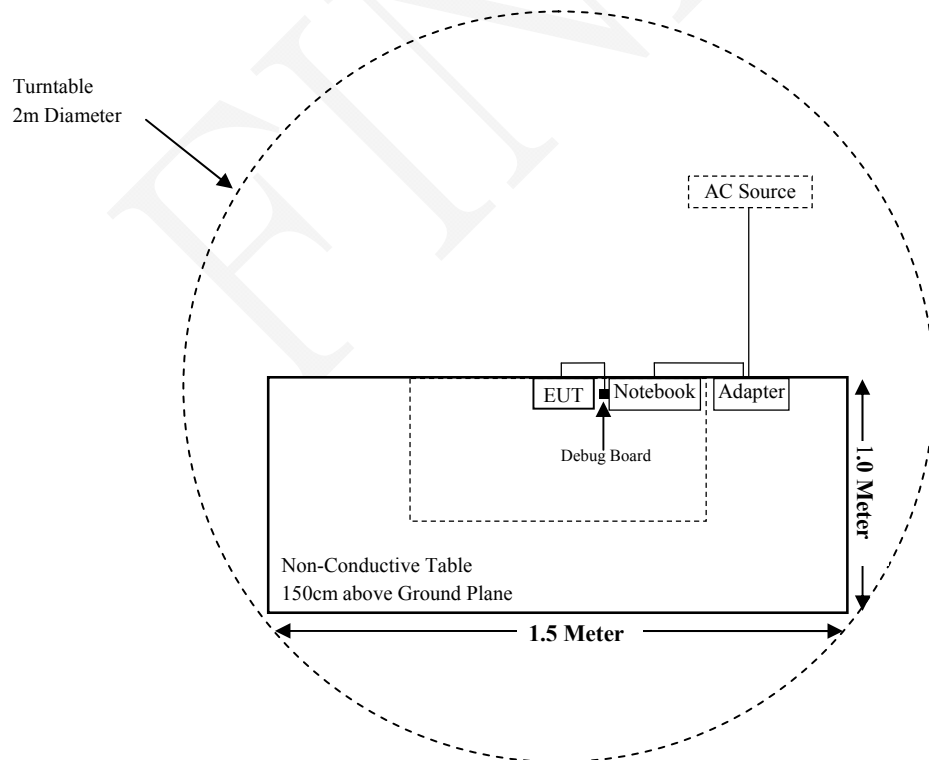 Turntable
2m Diameter
AC Source
EUT
Notebook
Adapter
Debug Board
1.0 Meter
Non-Conductive Table
150cm above Ground Plane
1.5 Meter